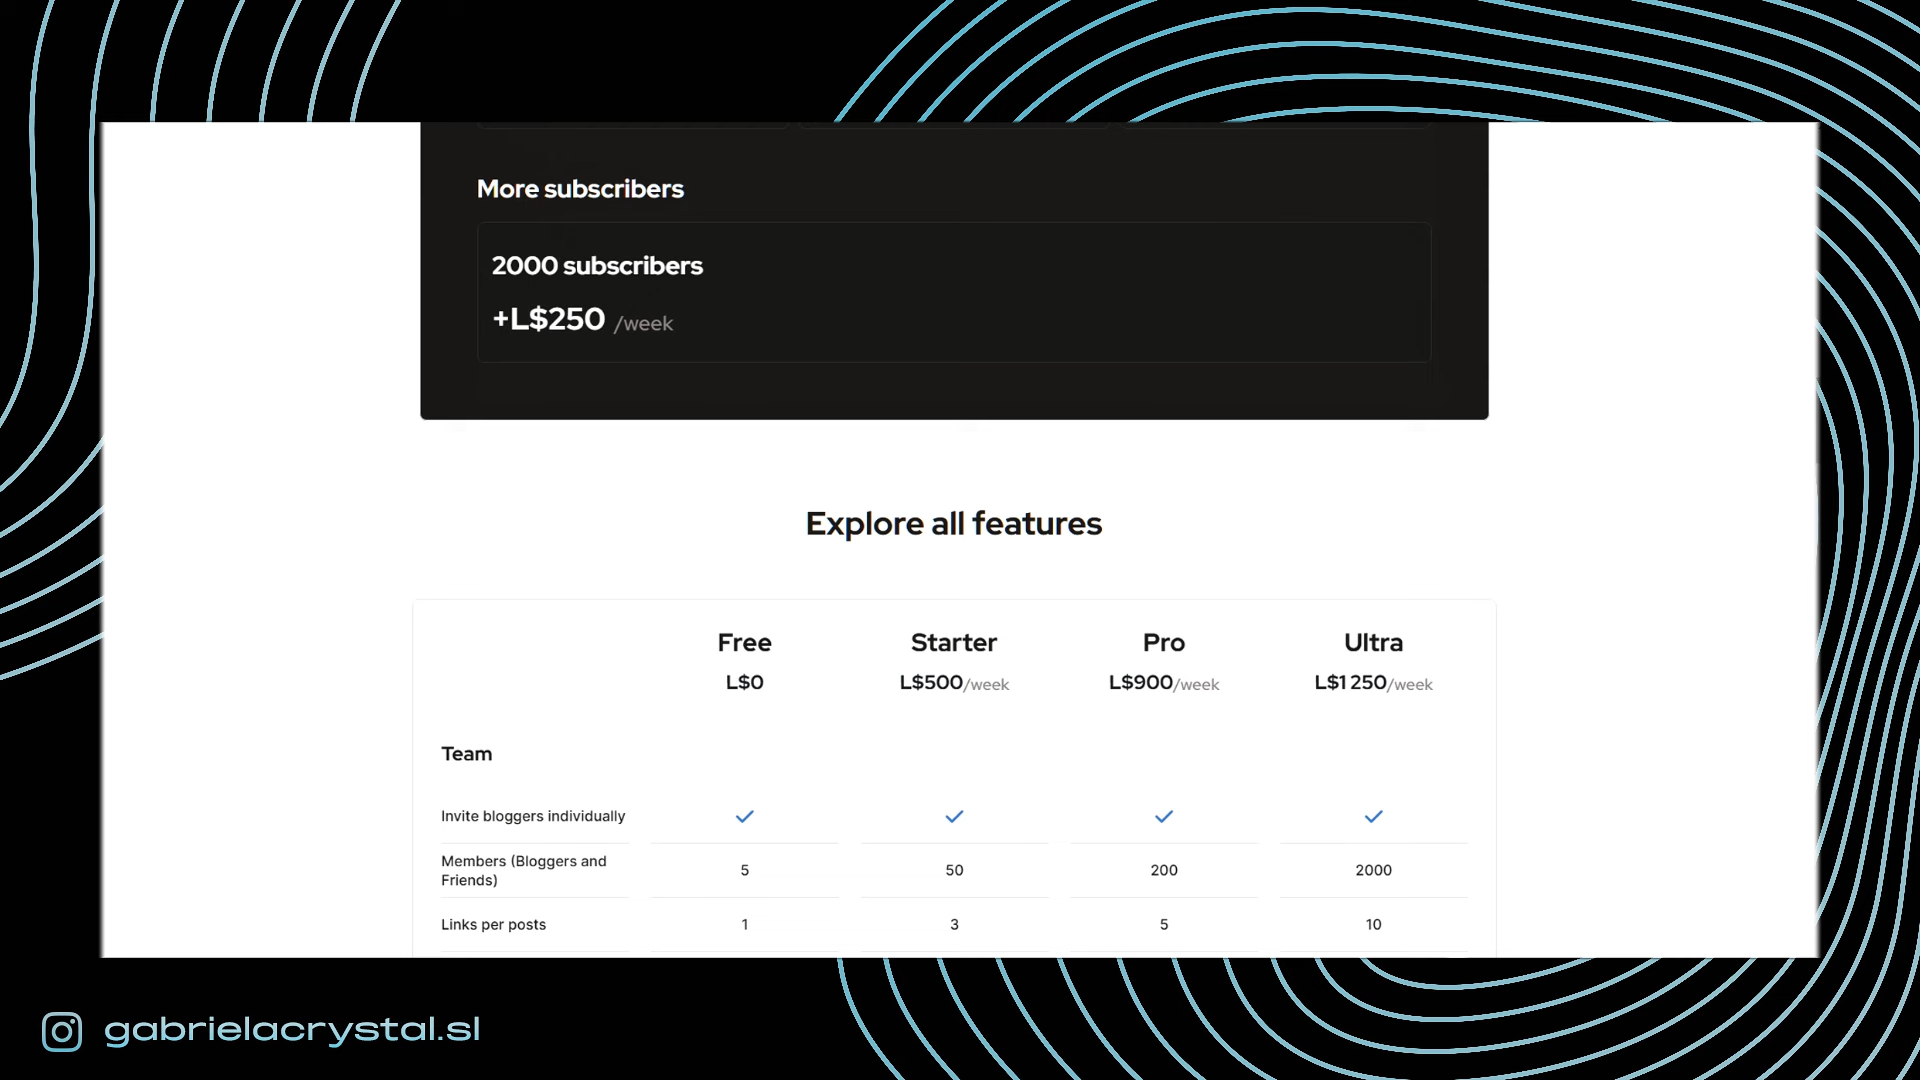 More subscribers
2000 subscribers
+L$250 /week
Explore all features
Free Starter Pro Ultra
L$0 L$500/week L$900/week L$1 250/week
Team
Invite bloggers individually
Members (Bloggers and
Friends) 5 50 200 2000
Links per posts 1 3 5 10
gabrielacrystal.sl